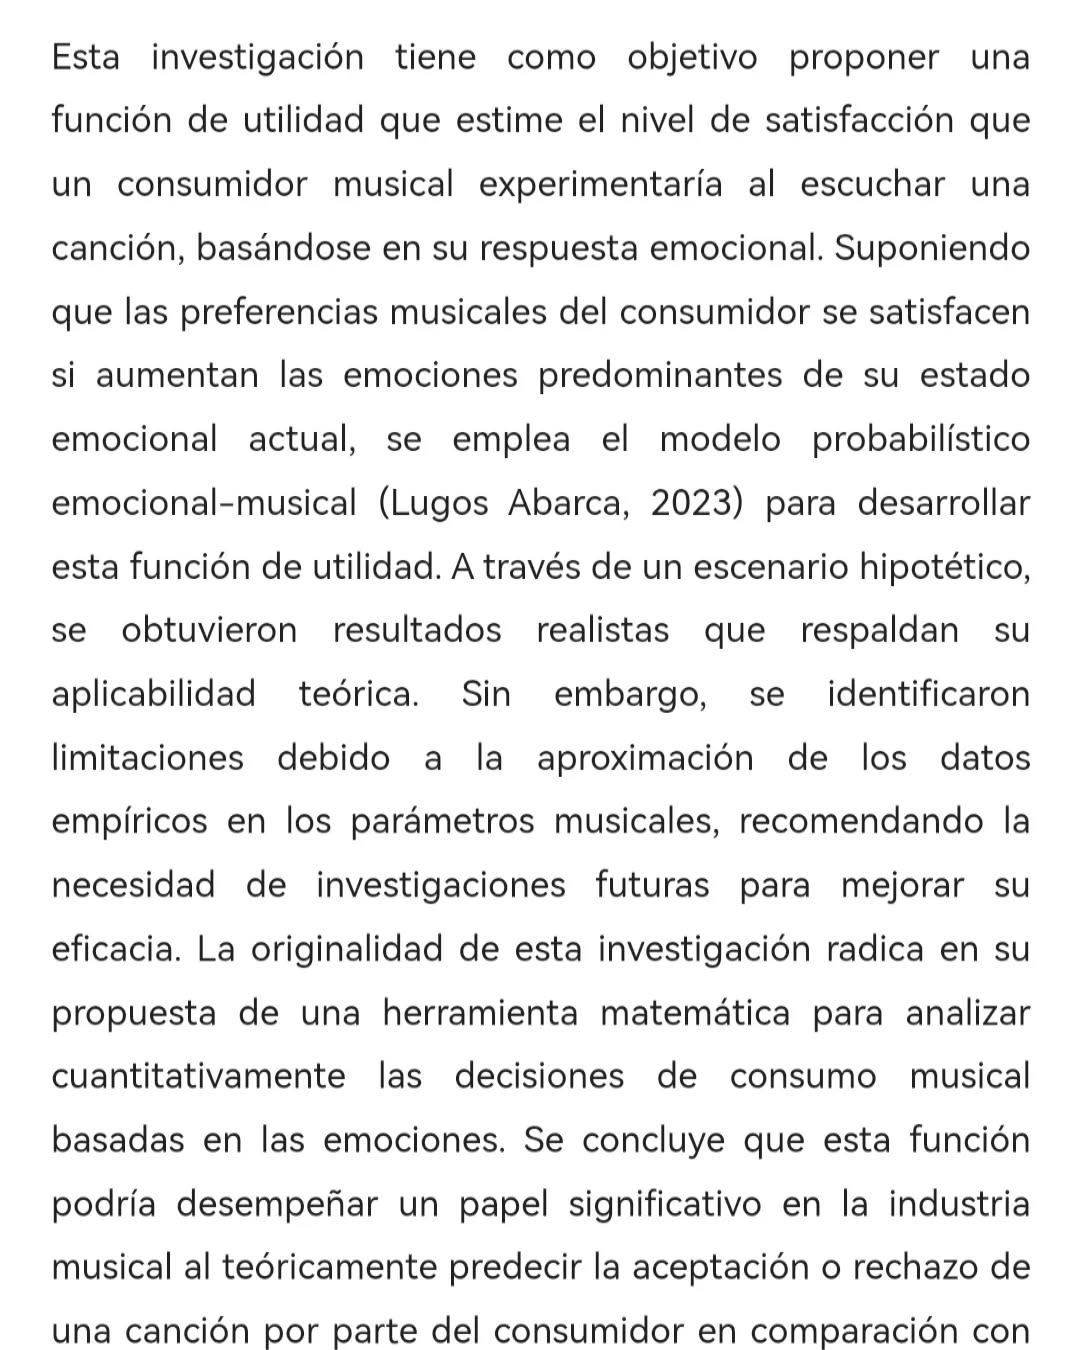 Esta investigación tiene como objetivo proponer una
función de utilidad que estime el nivel de satisfacción que
un consumidor musical experimentaría al escuchar una
canción, basándose en su respuesta emocional. Suponiendo
que las preferencias musicales del consumidor se satisfacen
si aumentan las emociones predominantes de su estado
emocional actual, se emplea el modelo probabilístico
emocional-musical (Lugos Abarca, 2023) para desarrollar
esta función de utilidad. A través de un escenario hipotético,
se obtuvieron resultados realistas que respaldan su
aplicabilidad teórica. Sin embargo, se identificaron
limitaciones debido a la aproximación de los datos
empíricos en los parámetros musicales, recomendando la
necesidad de investigaciones futuras para mejorar su
eficacia. La originalidad de esta investigación radica en su
propuesta de una herramienta matemática para analizar
cuantitativamente las decisiones de consumo musical
basadas en las emociones. Se concluye que esta función
podría desempeñar un papel significativo en la industria
musical al teóricamente predecir la aceptación o rechazo de
una canción por parte del consumidor en comparación con